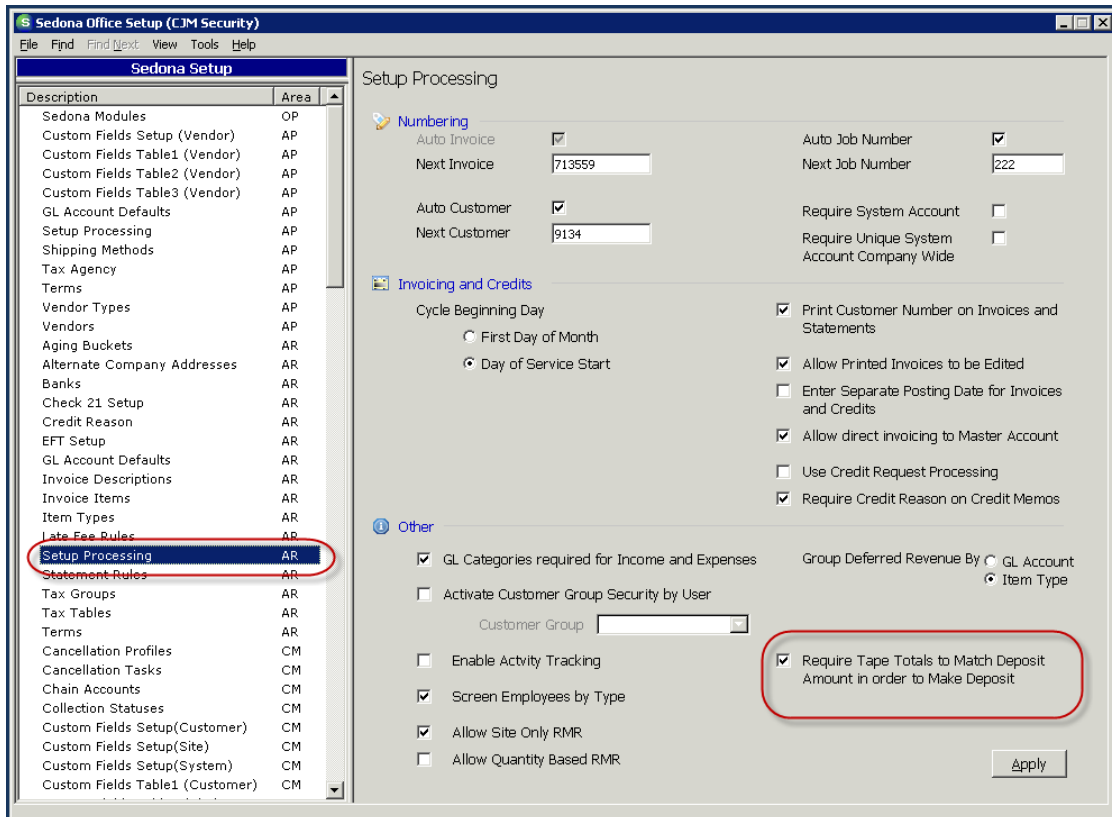 Sedona Office Setup (CJM Security)
File Find Find Next View Tools Help
Sedona Setup
Description Area
Sedona Modules OP
Custom Fields Setup (Vendor) AP
Custom Fields Table1 (Vendor) AP
Custom Fields Table2 (Vendor) AP
Custom Fields Table3 (Vendor) AP
GL Account Defaults AP
Setup Processing AP
Shipping Methods AP
Tax Agency AP
Terms AP
Vendor Types AP
Vendors AP
Aging Buckets AR
Alternate Company Addresses AR
Banks AR
Check 21 Setup AR
Credit Reason AR
EFT Setup AR
GL Account Defaults AR
Invoice Descriptions AR
Invoice Items AR
Item Types AR
Late Fee Rules AR
Setup Processing AR
Statement Rules AR
Tax Groups AR
Tax Tables AR
Terms AR
Cancellation Profiles CM
Cancellation Tasks CM
Chain Accounts CM
Collection Statuses CM
Custom Fields Setup(Customer) CM
Custom Fields Setup(Site) CM
Custom Fields Setup(System) CM
Custom Fields Table1 (Customer) CM
Setup Processing
Numbering
Auto Invoice
Next Invoice 713559
Auto Customer
Next Customer 9134
Auto Job Number
Next Job Number 222
Require System Account
Require Unique System
Account Company Wide
Invoicing and Credits
Cycle Beginning Day
First Day of Month
Day of Service Start
Print Customer Number on Invoices and
Statements
Allow Printed Invoices to be Edited
Enter Separate Posting Date for Invoices
and Credits
Allow direct invoicing to Master Account
Use Credit Request Processing
Require Credit Reason on Credit Memos
Other
GL Categories required for Income and Expenses
Activate Customer Group Security by User
Customer Group
Enable Actvity Tracking
Screen Employees by Type
Allow Site Only RMR
Allow Quantity Based RMR
Group Deferred Revenue By GL Account
Item Type
Require Tape Totals to Match Deposit
Amount in order to Make Deposit
Apply